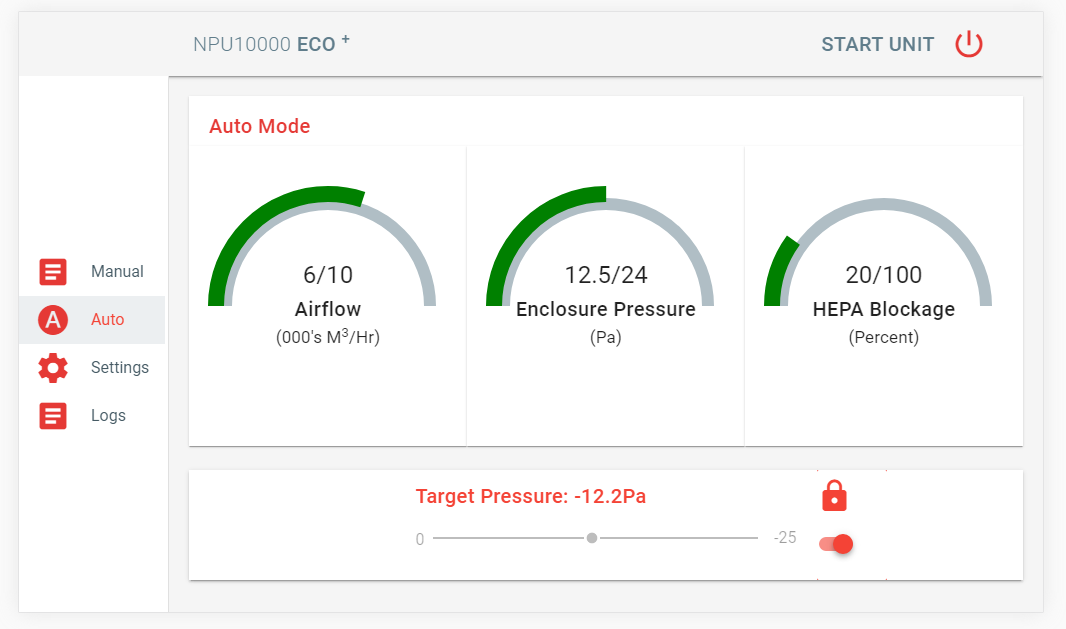 NPU10000 ECO +
START UNIT
Manual
Auto
Settings
Logs
Auto Mode
6/10
Airflow
(000's M³/Hr)
12.5/24
Enclosure Pressure
(Pa)
20/100
HEPA Blockage
(Percent)
Target Pressure: -12.2Pa
0
-25